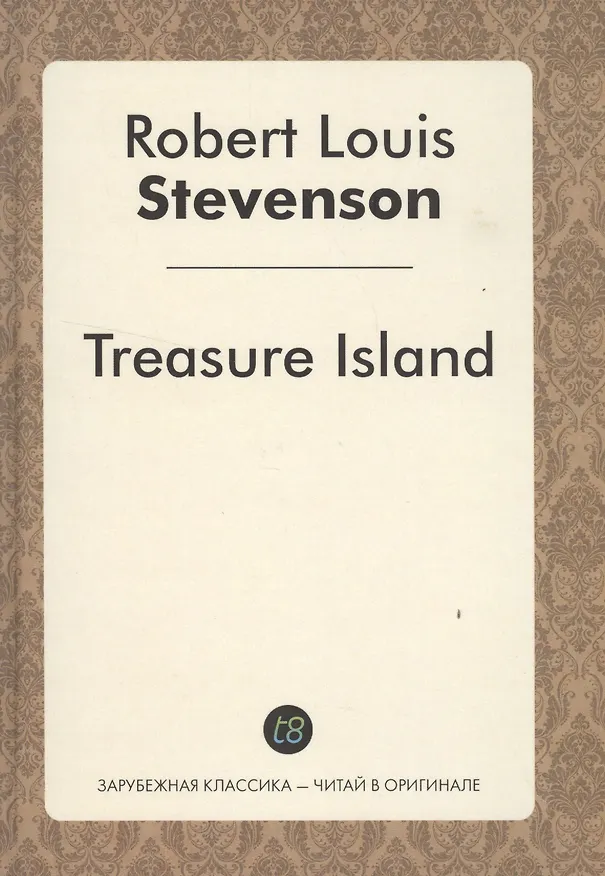 Robert Louis
Stevenson
Treasure Island
t8
ЗАРУБЕЖНАЯ КЛАССИКА — ЧИТАЙ В ОРИГИНАЛЕ